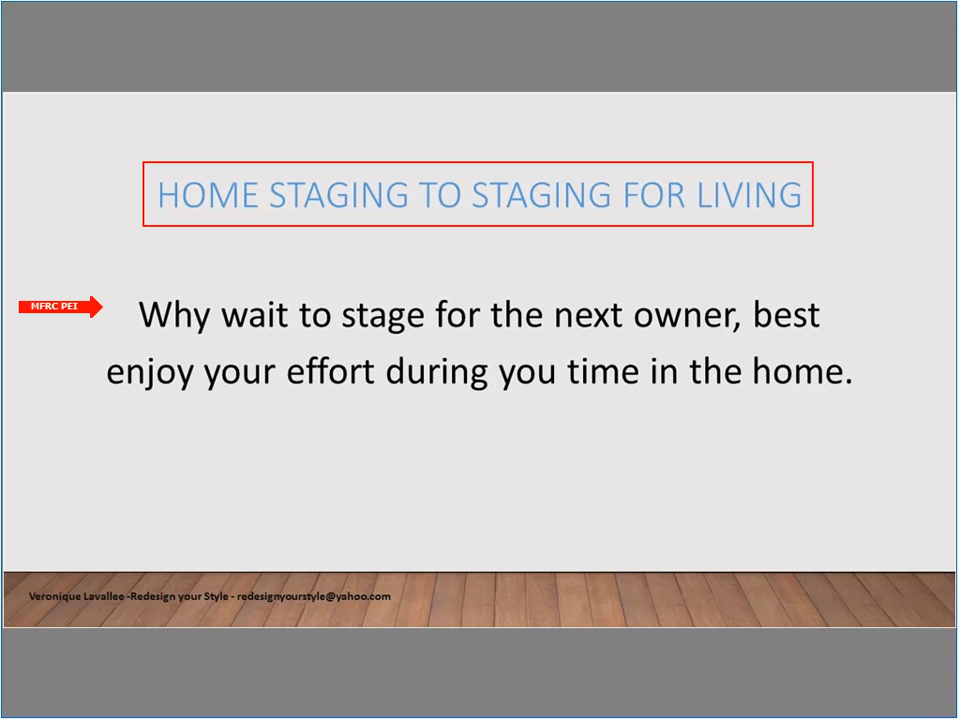 HOME STAGING TO STAGING FOR LIVING
MFRC PEI
Why wait to stage for the next owner, best
enjoy your effort during you time in the home.
Veronique Lavallee -Redesign your Style - redesignyourstyle@yahoo.com